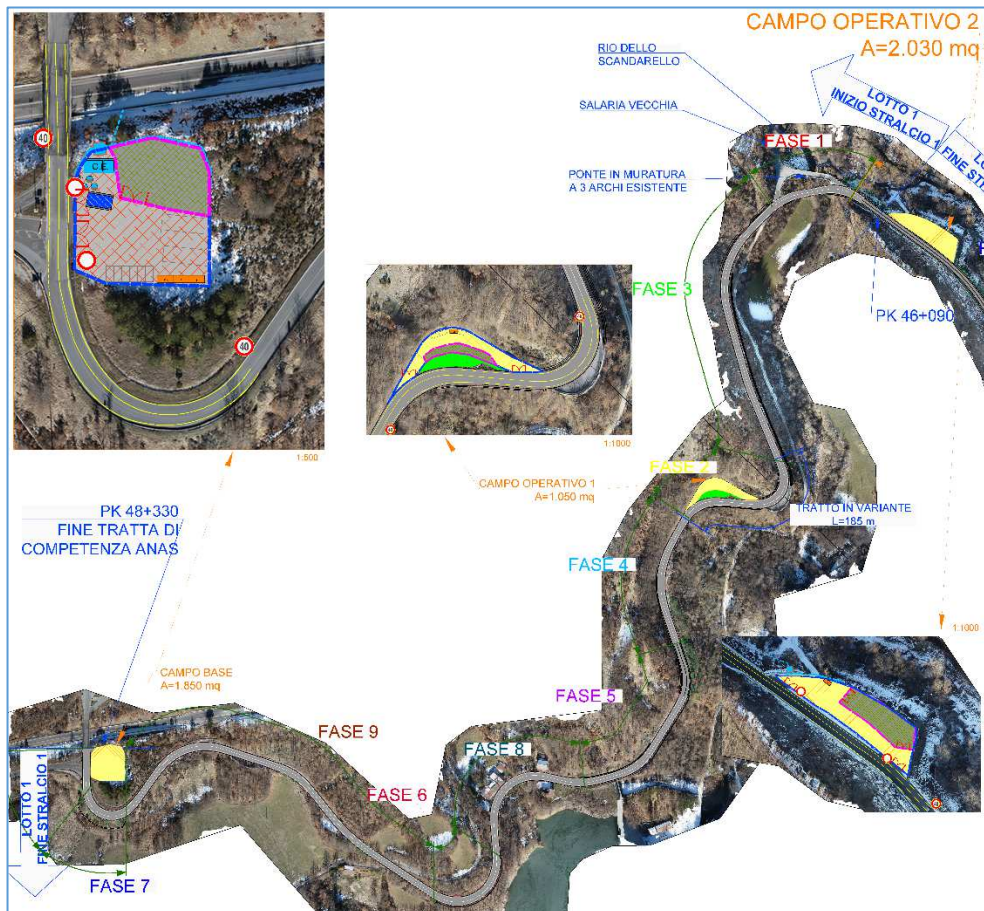 CAMPO OPERATIVO 2
A=2.030 mq
RIO DELLO
SCANDARELLO
SALARIA VECCHIA
PONTE IN MURATURA
A 3 ARCHI ESISTENTE
LOTTO 1
INIZIO STRALCIO 1
FASE 1
FASE 3
PK 46+090
40
40
C.E.
1:500
1:1000
CAMPO OPERATIVO 1
A=1.050 mq
FASE 2
TRATTO IN VARIANTE
L=185 m
PK 48+330
FINE TRATTA DI
COMPETENZA ANAS
FASE 4
1:1000
CAMPO BASE
A=1.850 mq
FASE 5
FASE 9
FASE 8
FASE 6
LOTTO 1
FINE STRALCIO 1
FASE 7